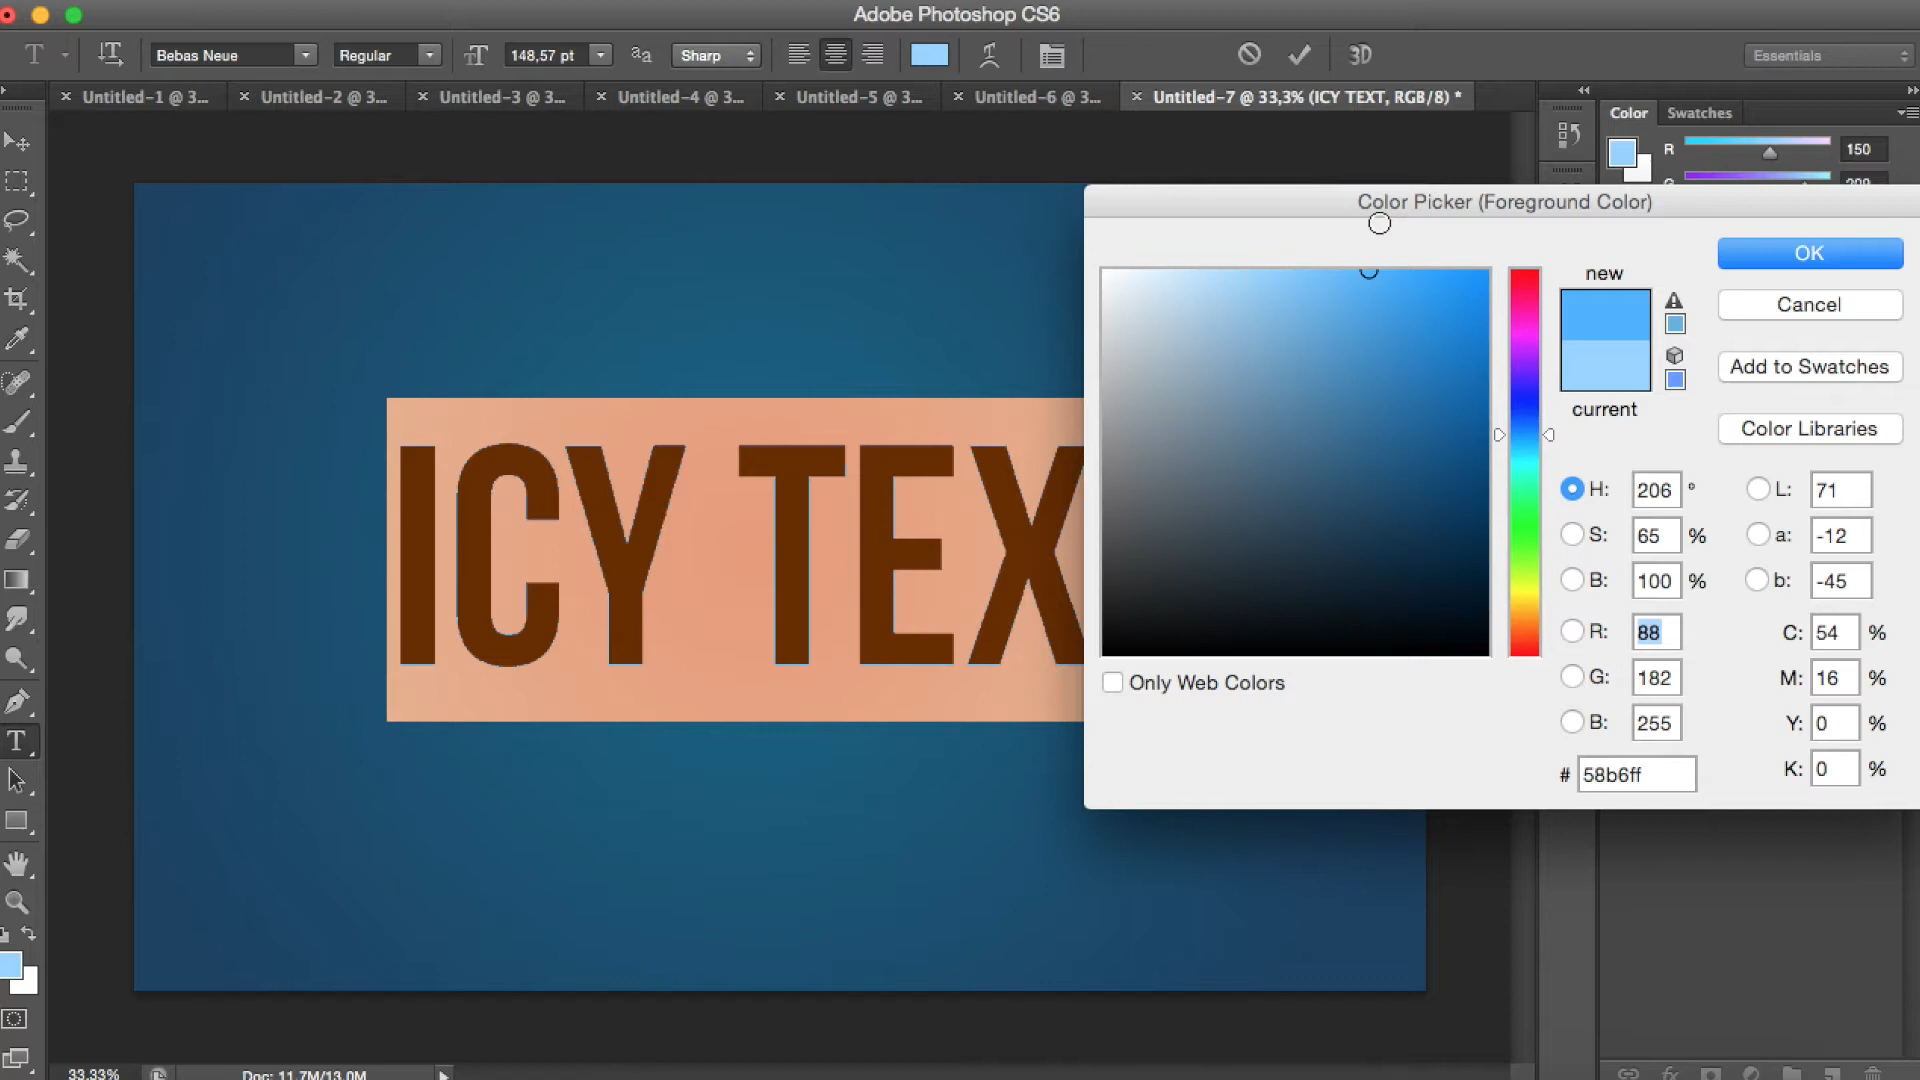 Adobe Photoshop CS6
T Bebas Neue Regular 148,57 pt aa Sharp 3D Essentials
Untitled-1 @ 3... Untitled-2 @ 3... Untitled-3 @ 3... Untitled-4 @ 3... Untitled-5 @ 3... Untitled-6 @ 3... Untitled-7 @ 33,3% (ICY TEXT, RGB/8) *
Color Swatches
R 150
Color Picker (Foreground Color)
OK
new
Cancel
Add to Swatches
current
Color Libraries
H: 206 ° L: 71
S: 65 % a: -12
B: 100 % b: -45
R: 88 C: 54 %
G: 182 M: 16 %
B: 255 Y: 0 %
# 58b6ff K: 0 %
Only Web Colors
ICY TEX
33,33% Doc: 11,7M/13,0M